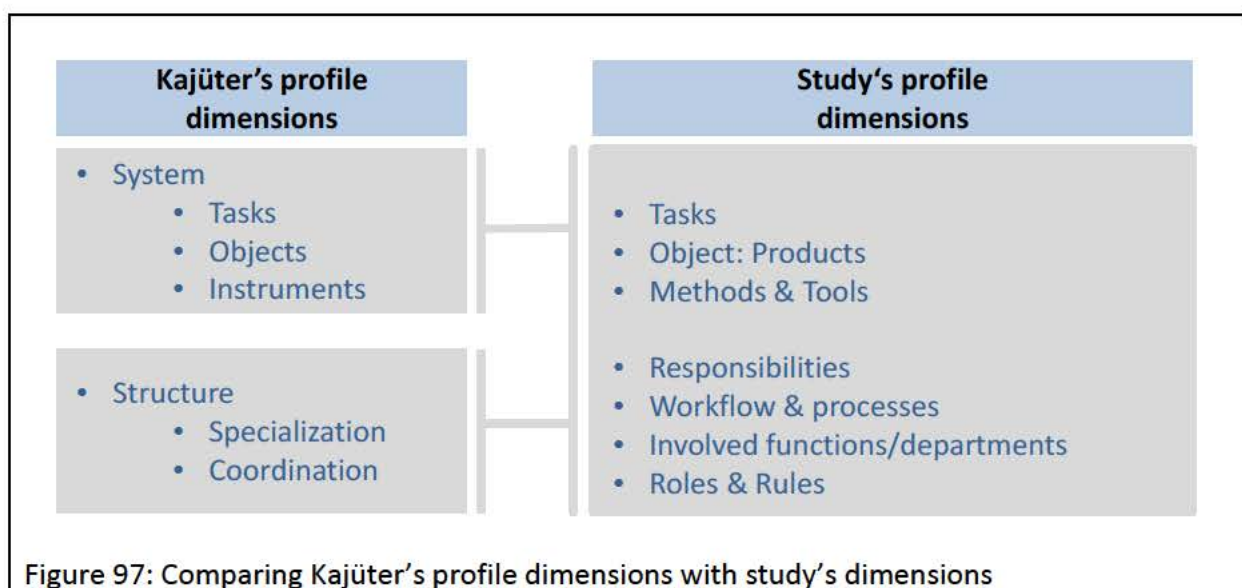 Kajüter's profile
dimensions
• System
• Tasks
• Objects
• Instruments
• Structure
• Specialization
• Coordination
Study‘s profile
dimensions
• Tasks
• Object: Products
• Methods & Tools
• Responsibilities
• Workflow & processes
• Involved functions/departments
• Roles & Rules
Figure 97: Comparing Kajüter's profile dimensions with study's dimensions